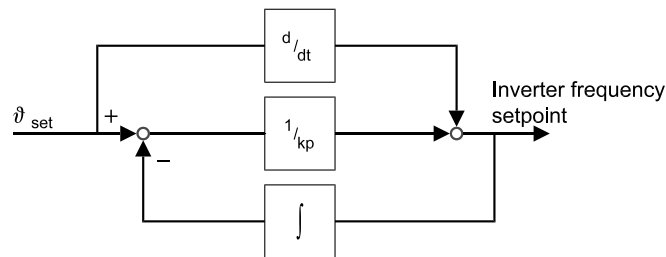 d/dt
Inverter frequency
setpoint
ϑ set
+
1/kp
−
∫